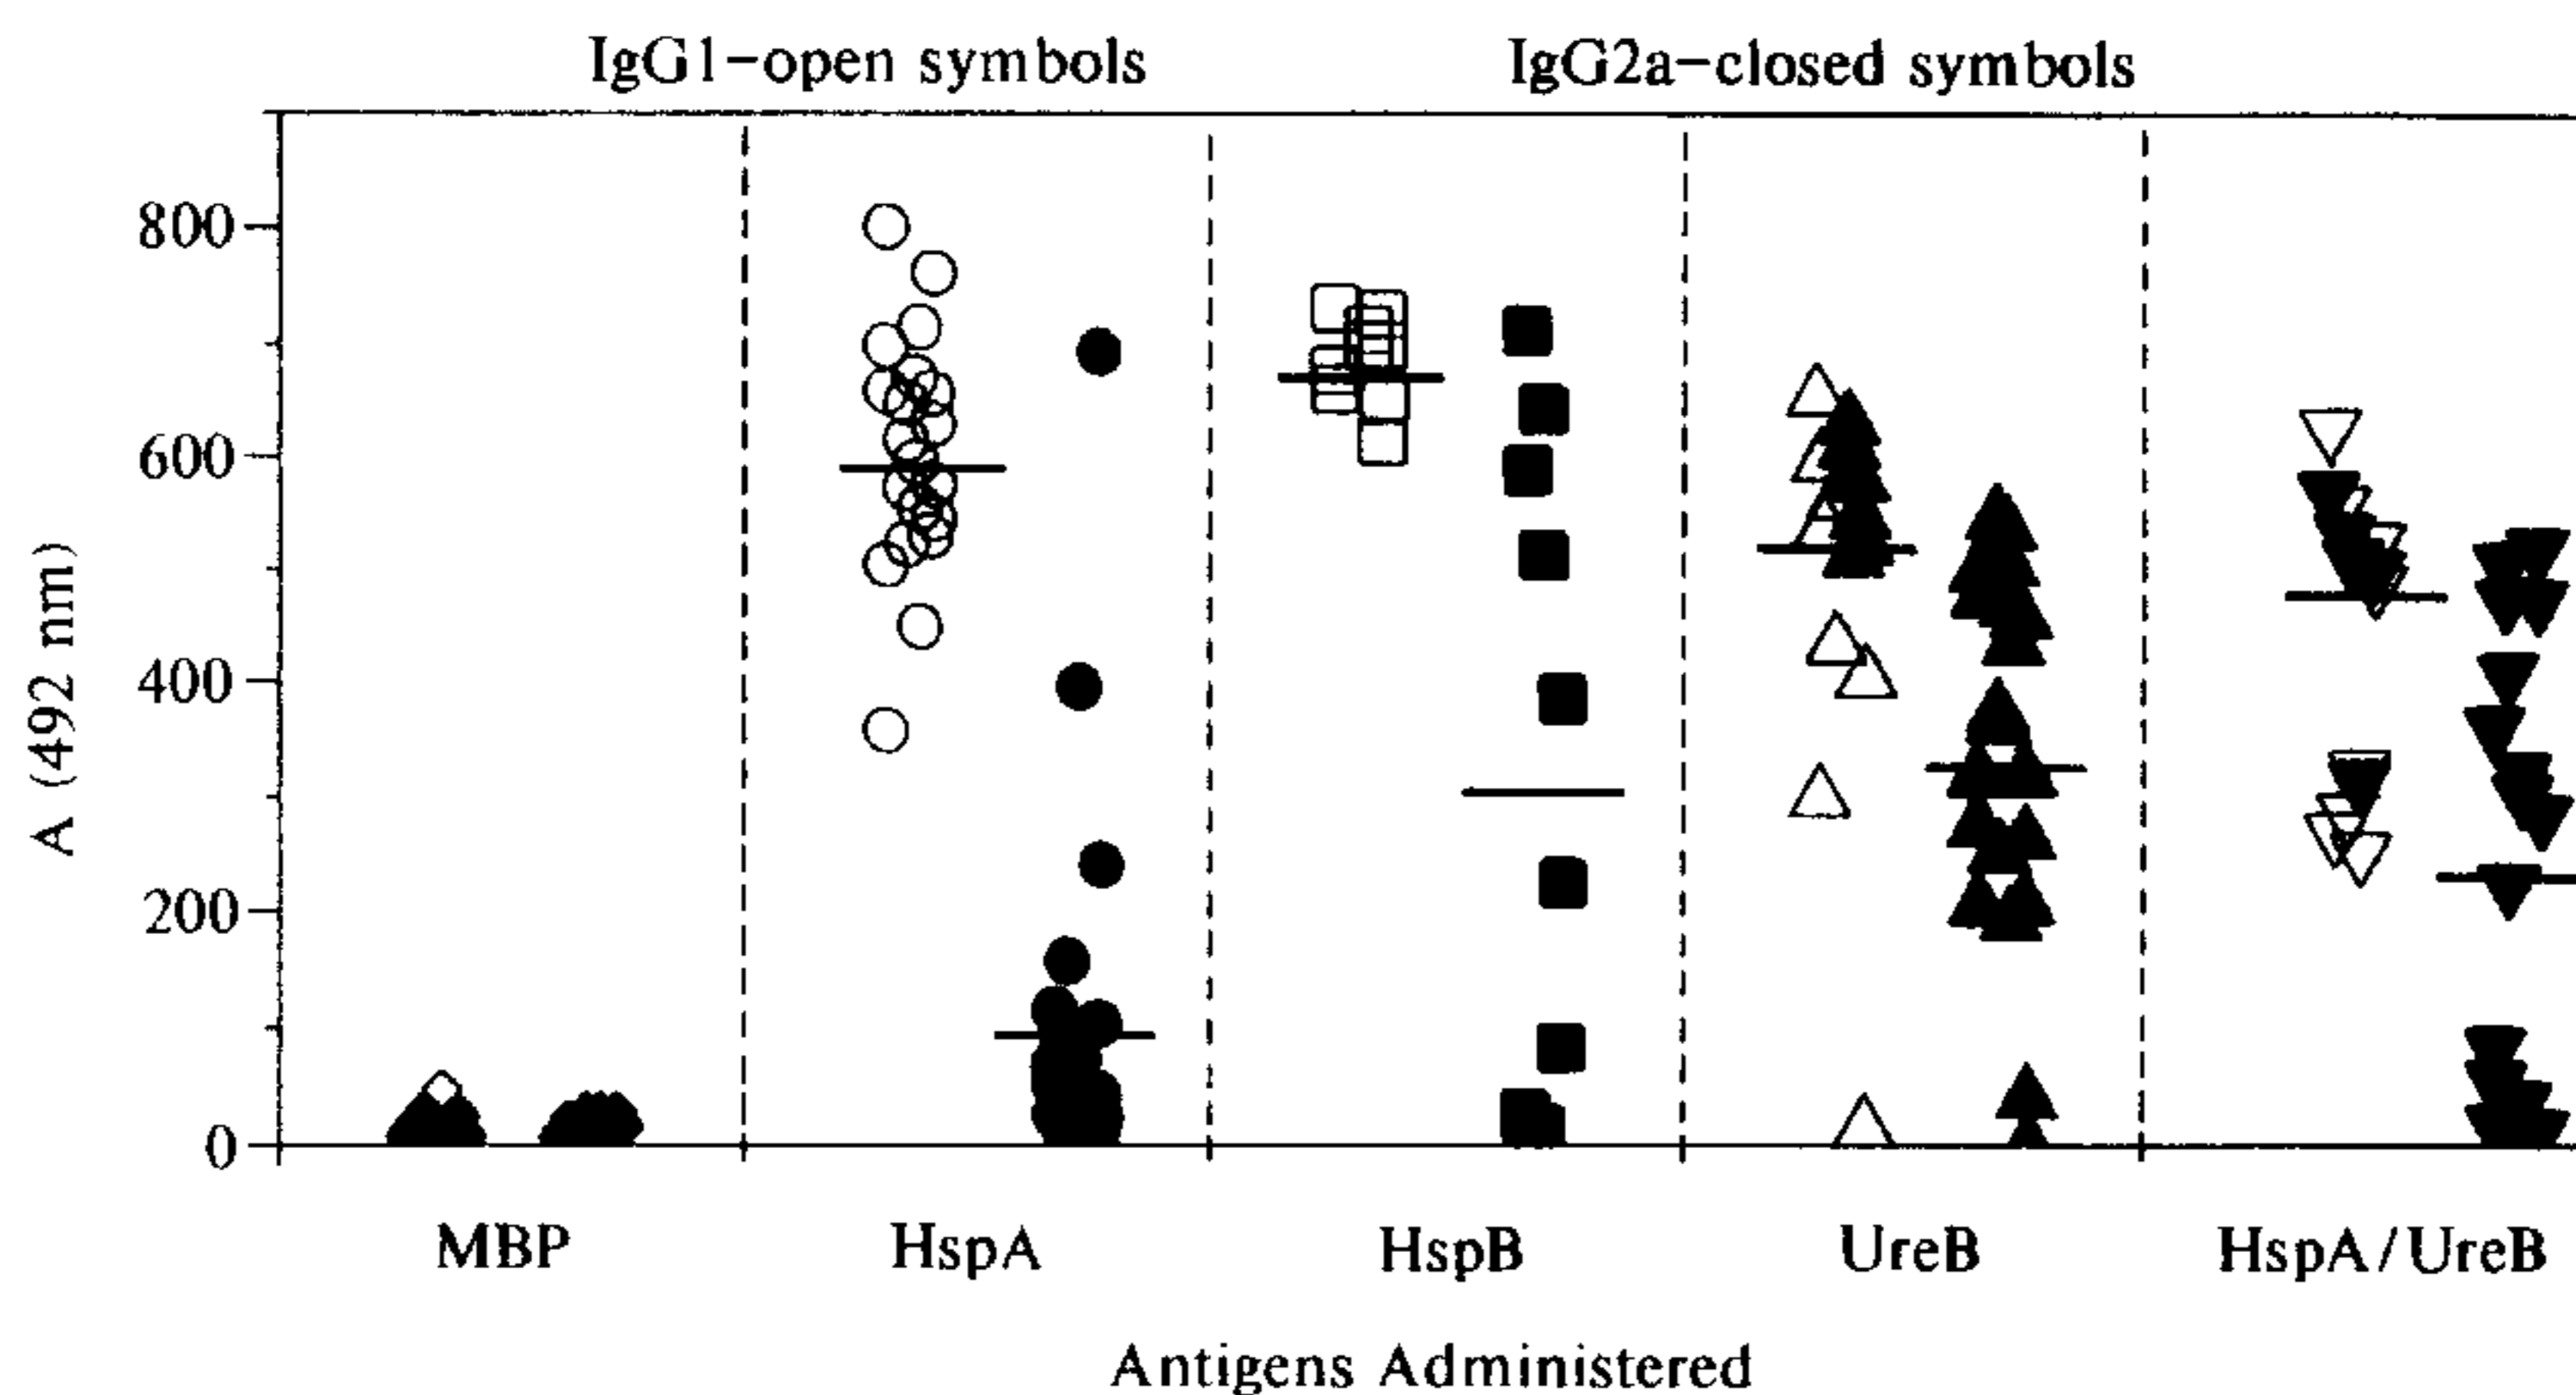 IgG1-open symbols IgG2a-closed symbols
800
600
400
200
0
A (492 nm)
MBP HspA HspB UreB HspA/UreB
Antigens Administered